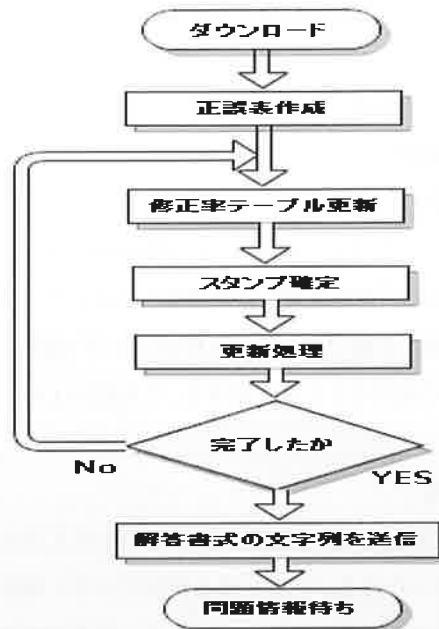 ダウンロード
正誤表作成
修正率テーブル更新
スタンプ確定
更新処理
完了したか
No
YES
解答書式の文字列を送信
問題情報待ち